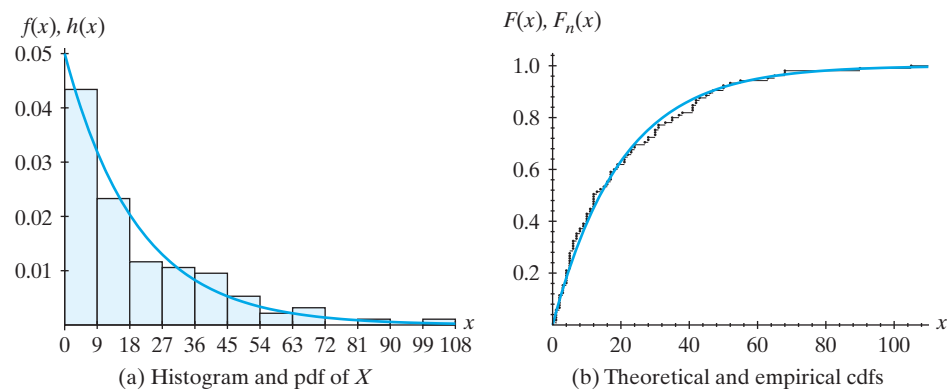 f(x), h(x)
0.05
0.04
0.03
0.02
0.01
0 9 18 27 36 45 54 63 72 81 90 99 108 x
(a) Histogram and pdf of X
F(x), Fn(x)
1.0
0.8
0.6
0.4
0.2
0 20 40 60 80 100 x
(b) Theoretical and empirical cdfs